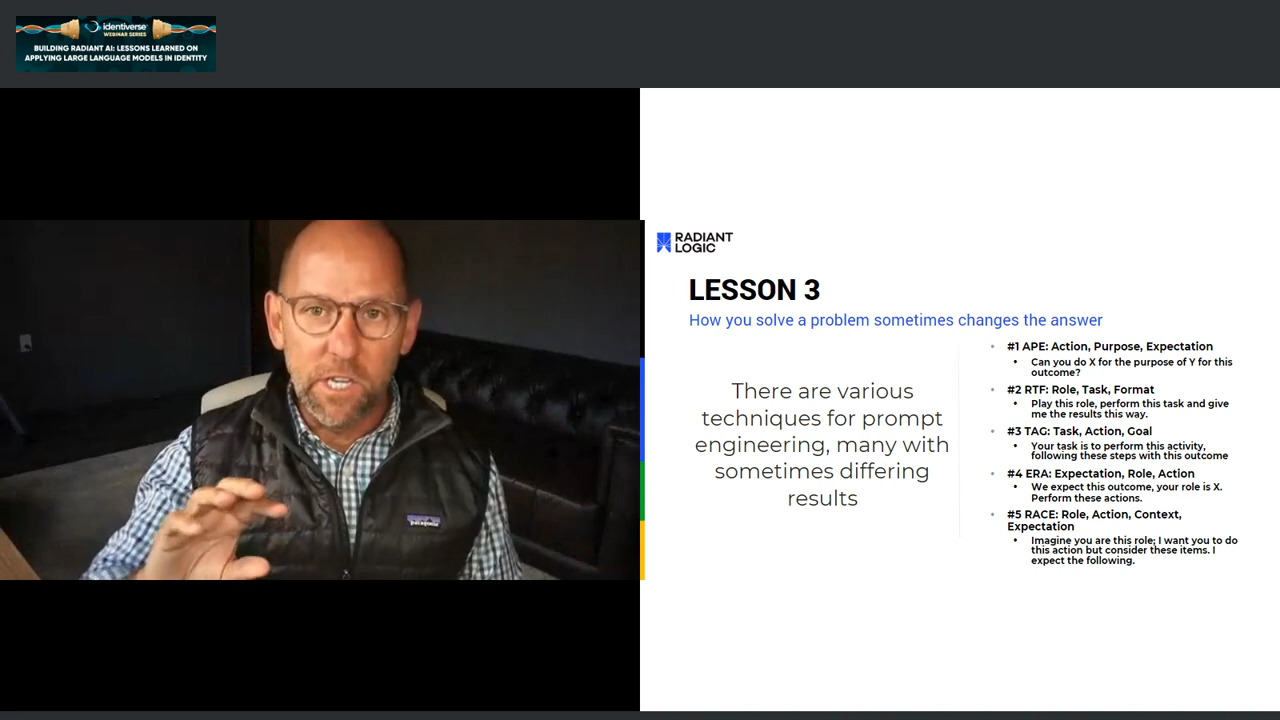 identiverse
WEBINAR SERIES
BUILDING RADIANT AI: LESSONS LEARNED ON
APPLYING LARGE LANGUAGE MODELS IN IDENTITY
patagonia
RADIANT
LOGIC
LESSON 3
How you solve a problem sometimes changes the answer
There are various
techniques for prompt
engineering, many with
sometimes differing
results
#1 APE: Action, Purpose, Expectation
Can you do X for the purpose of Y for this
outcome?
#2 RTF: Role, Task, Format
Play this role, perform this task and give
me the results this way.
#3 TAG: Task, Action, Goal
Your task is to perform this activity,
following these steps with this outcome
#4 ERA: Expectation, Role, Action
We expect this outcome, your role is X.
Perform these actions.
#5 RACE: Role, Action, Context,
Expectation
Imagine you are this role; I want you to do
this action but consider these items. I
expect the following.